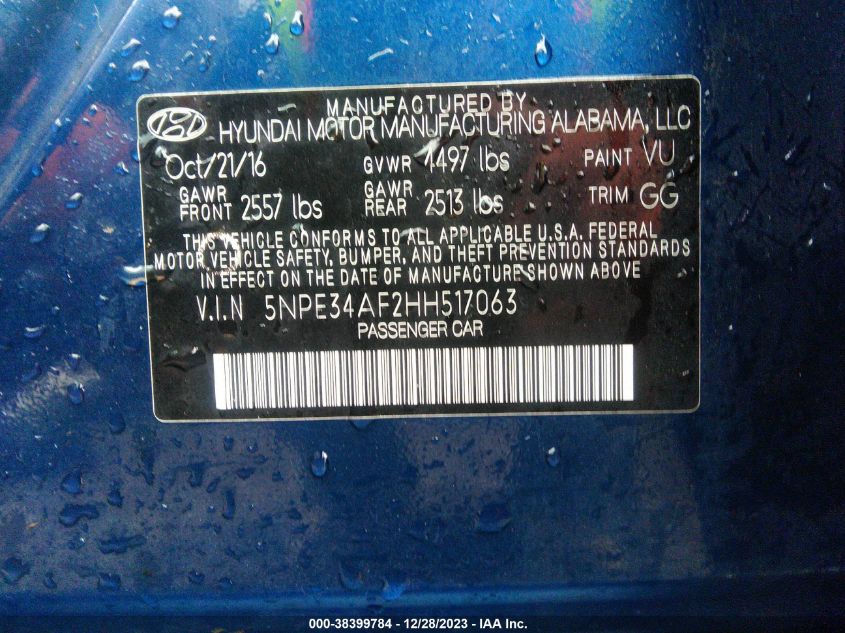 MANUFACTURED BY
HYUNDAI MOTOR MANUFACTURING ALABAMA, LLC
Oct/21/16 GVWR 4497 lbs PAINT VU
GAWR FRONT 2557 lbs GAWR REAR 2513 lbs TRIM GG
THIS VEHICLE CONFORMS TO ALL APPLICABLE U.S.A. FEDERAL
MOTOR VEHICLE SAFETY, BUMPER, AND THEFT PREVENTION STANDARDS
IN EFFECT ON THE DATE OF MANUFACTURE SHOWN ABOVE
V.I.N 5NPE34AF2HH517063
PASSENGER CAR
000-38399784 - 12/28/2023 - IAA Inc.